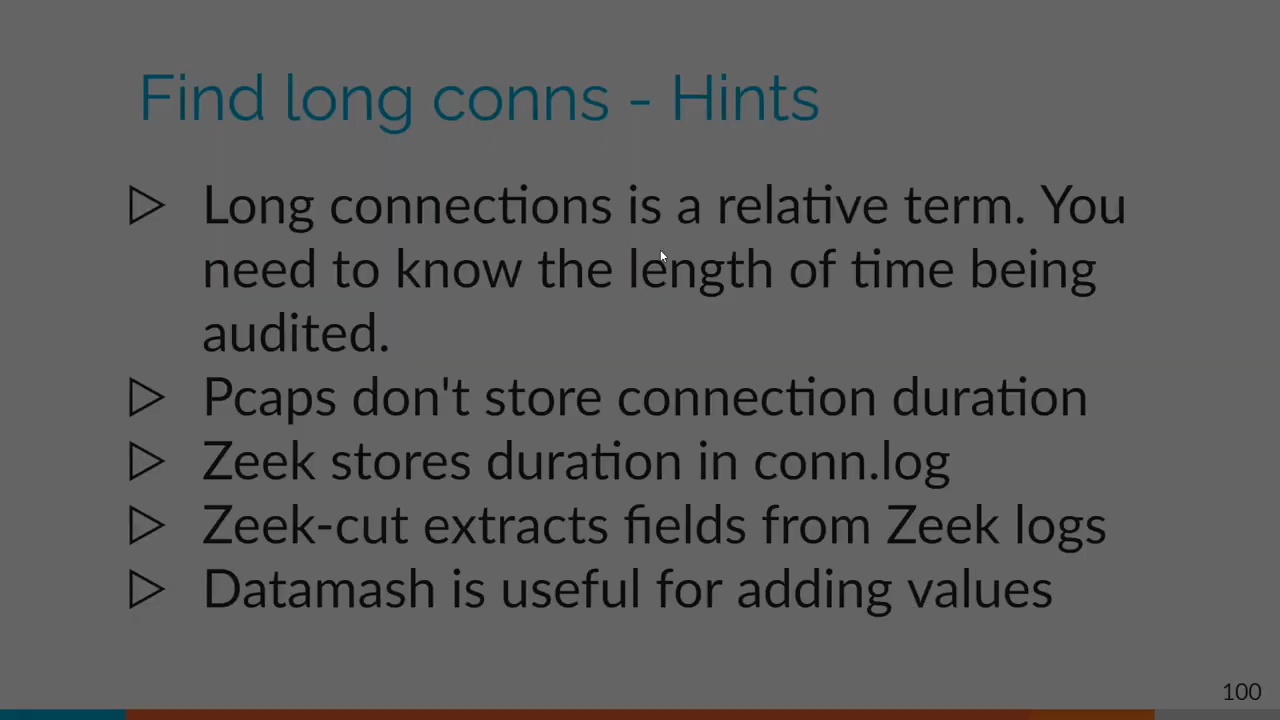 Find long conns - Hints
Long connections is a relative term. You
need to know the length of time being
audited.
Pcaps don't store connection duration
Zeek stores duration in conn.log
Zeek-cut extracts fields from Zeek logs
Datamash is useful for adding values
100